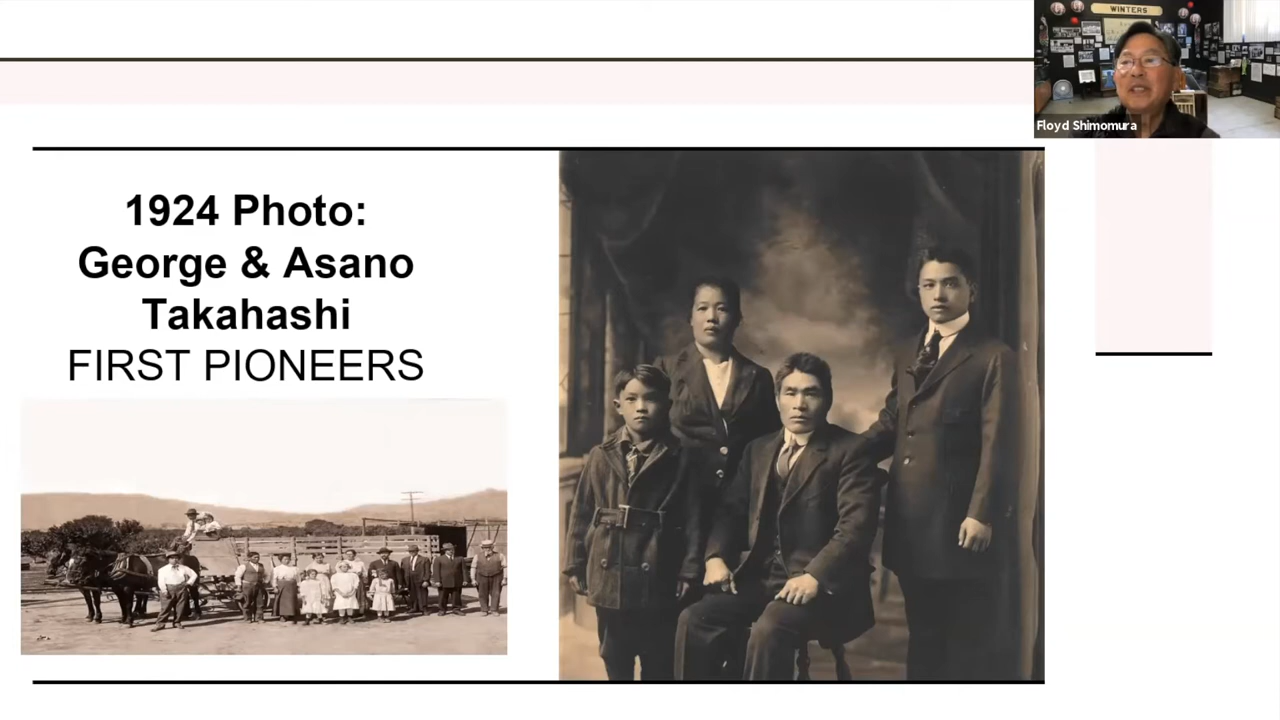 WINTERS
Floyd Shimomura
1924 Photo:
George & Asano
Takahashi
FIRST PIONEERS